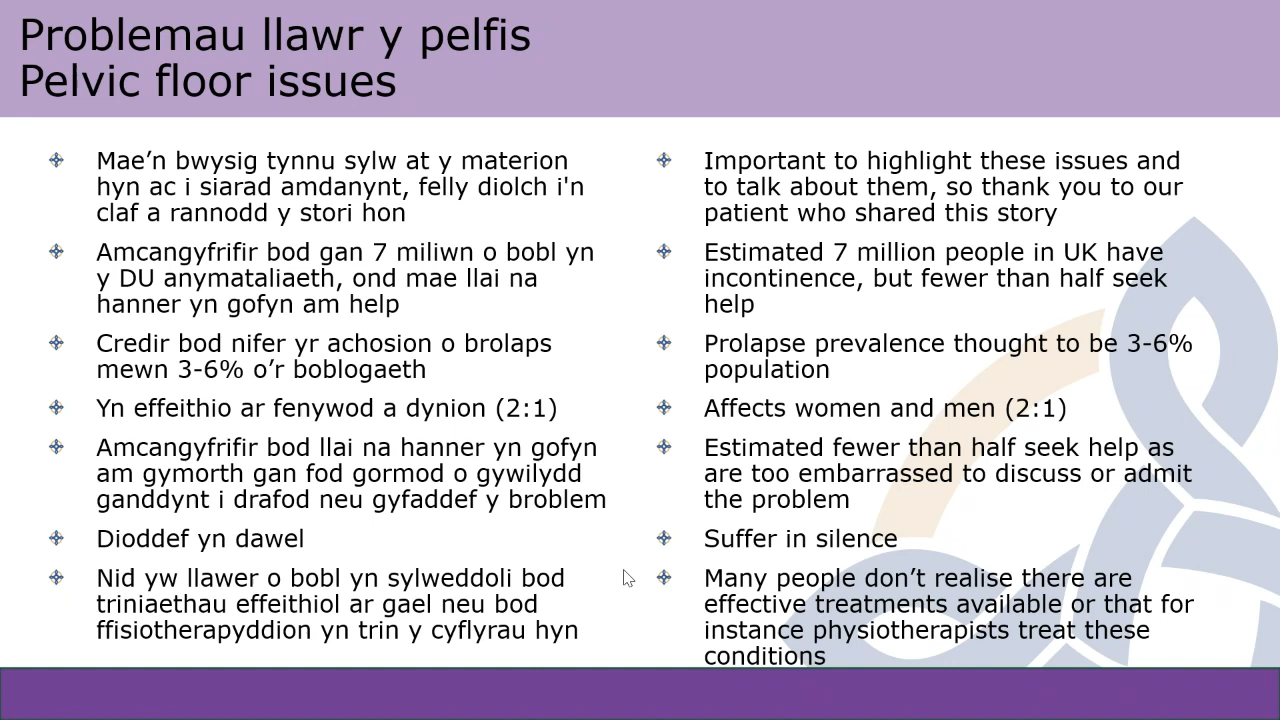 Problemau llawr y pelfis
Pelvic floor issues
Mae’n bwysig tynnu sylw at y materion
hyn ac i siarad amdanynt, felly diolch i'n
claf a rannodd y stori hon
Amcangyfrifir bod gan 7 miliwn o bobl yn
y DU anymataliaeth, ond mae llai na
hanner yn gofyn am help
Credir bod nifer yr achosion o brolaps
mewn 3-6% o’r boblogaeth
Yn effeithio ar fenywod a dynion (2:1)
Amcangyfrifir bod llai na hanner yn gofyn
am gymorth gan fod gormod o gywilydd
ganddynt i drafod neu gyfaddef y broblem
Dioddef yn dawel
Nid yw llawer o bobl yn sylweddoli bod
triniaethau effeithiol ar gael neu bod
ffisiotherapyddion yn trin y cyflyrau hyn
Important to highlight these issues and
to talk about them, so thank you to our
patient who shared this story
Estimated 7 million people in UK have
incontinence, but fewer than half seek
help
Prolapse prevalence thought to be 3-6%
population
Affects women and men (2:1)
Estimated fewer than half seek help as
are too embarrassed to discuss or admit
the problem
Suffer in silence
Many people don’t realise there are
effective treatments available or that for
instance physiotherapists treat these
conditions